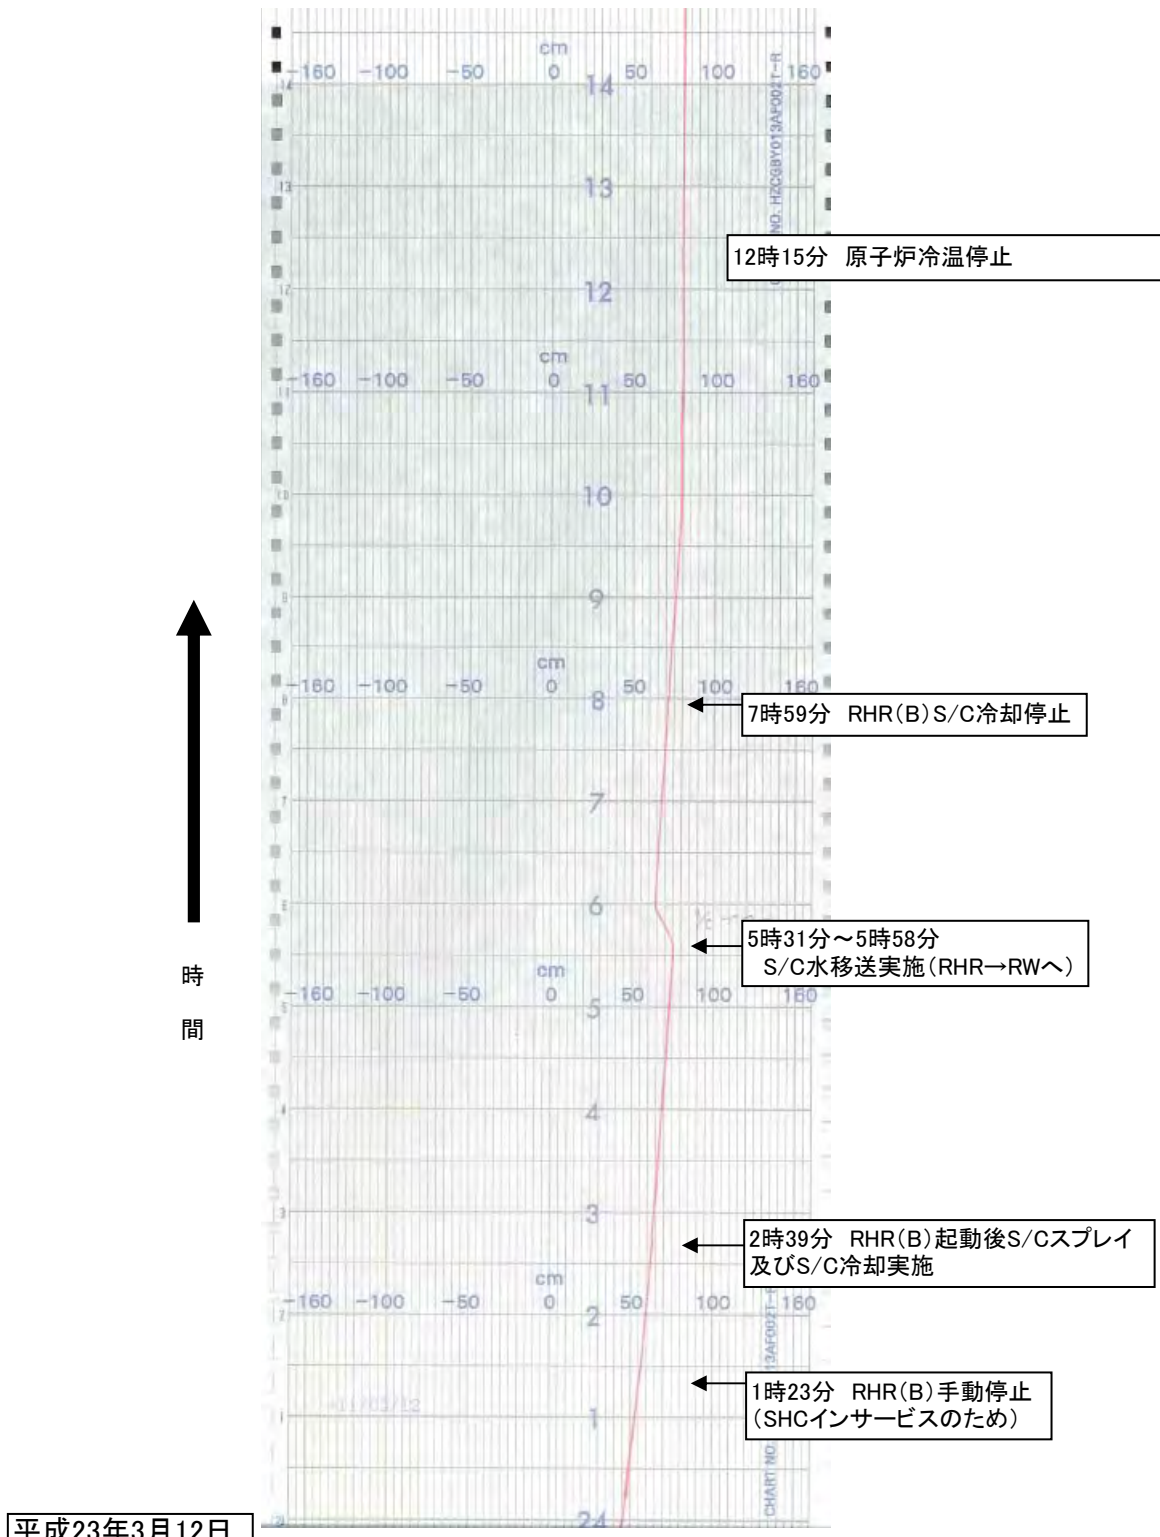 cm
-160 -100 -50 0 50 100 160
14
13
NO. HZCGBY013AF002T-R
12時15分 原子炉冷温停止
12
cm
-160 -100 -50 0 50 100 160
11
10
9
cm
-160 -100 -50 0 50 100 160
8
7時59分 RHR(B)S/C冷却停止
7
6
5時31分~5時58分
S/C水移送実施(RHR→RWへ)
cm
-160 -100 -50 0 50 100 160
5
時
間
4
3
2時39分 RHR(B)起動後S/Cスプレイ
及びS/C冷却実施
cm
-160 -100 -50 0 50 100 160
2
13AF002T-R
1時23分 RHR(B)手動停止
(SHCインサービスのため)
11/03/12
1
CHART NO.
24
平成23年3月12日